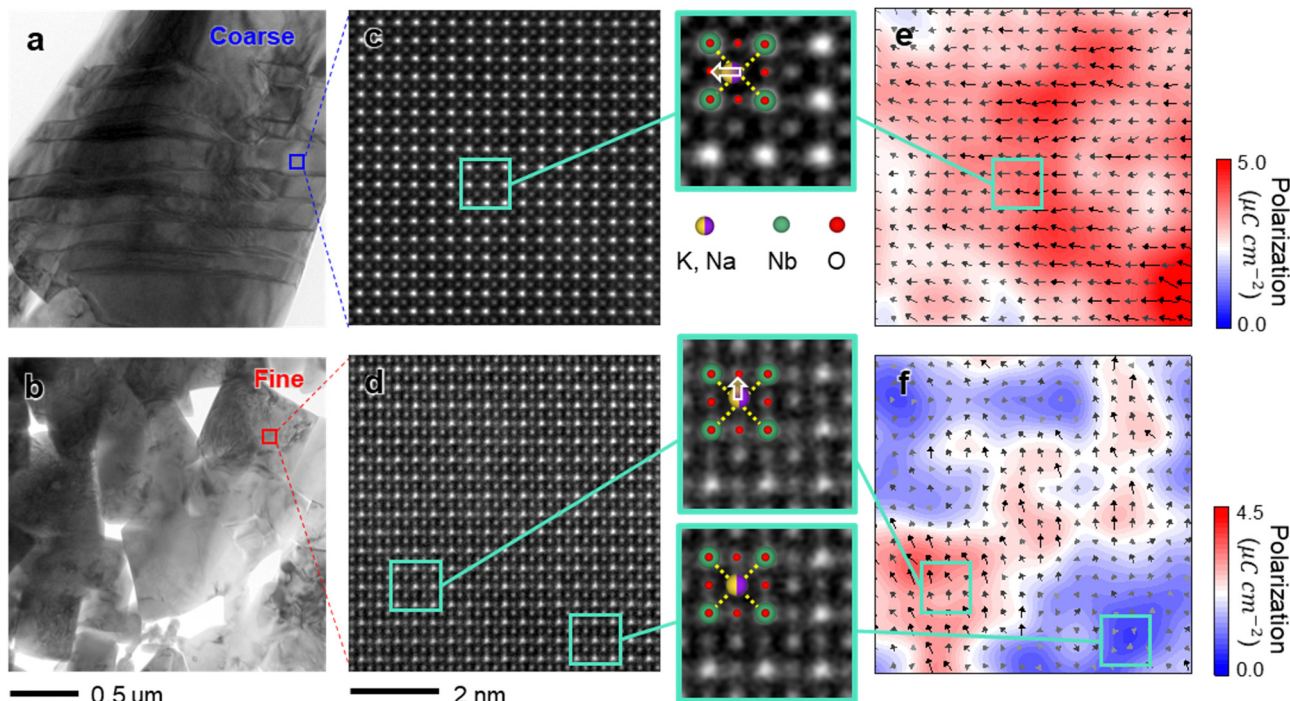 a
Coarse
c
e
5.0
Polarization
(μC cm⁻²)
0.0
K, Na
Nb
O
b
Fine
d
f
4.5
Polarization
(μC cm⁻²)
0.0
0.5 μm
2 nm